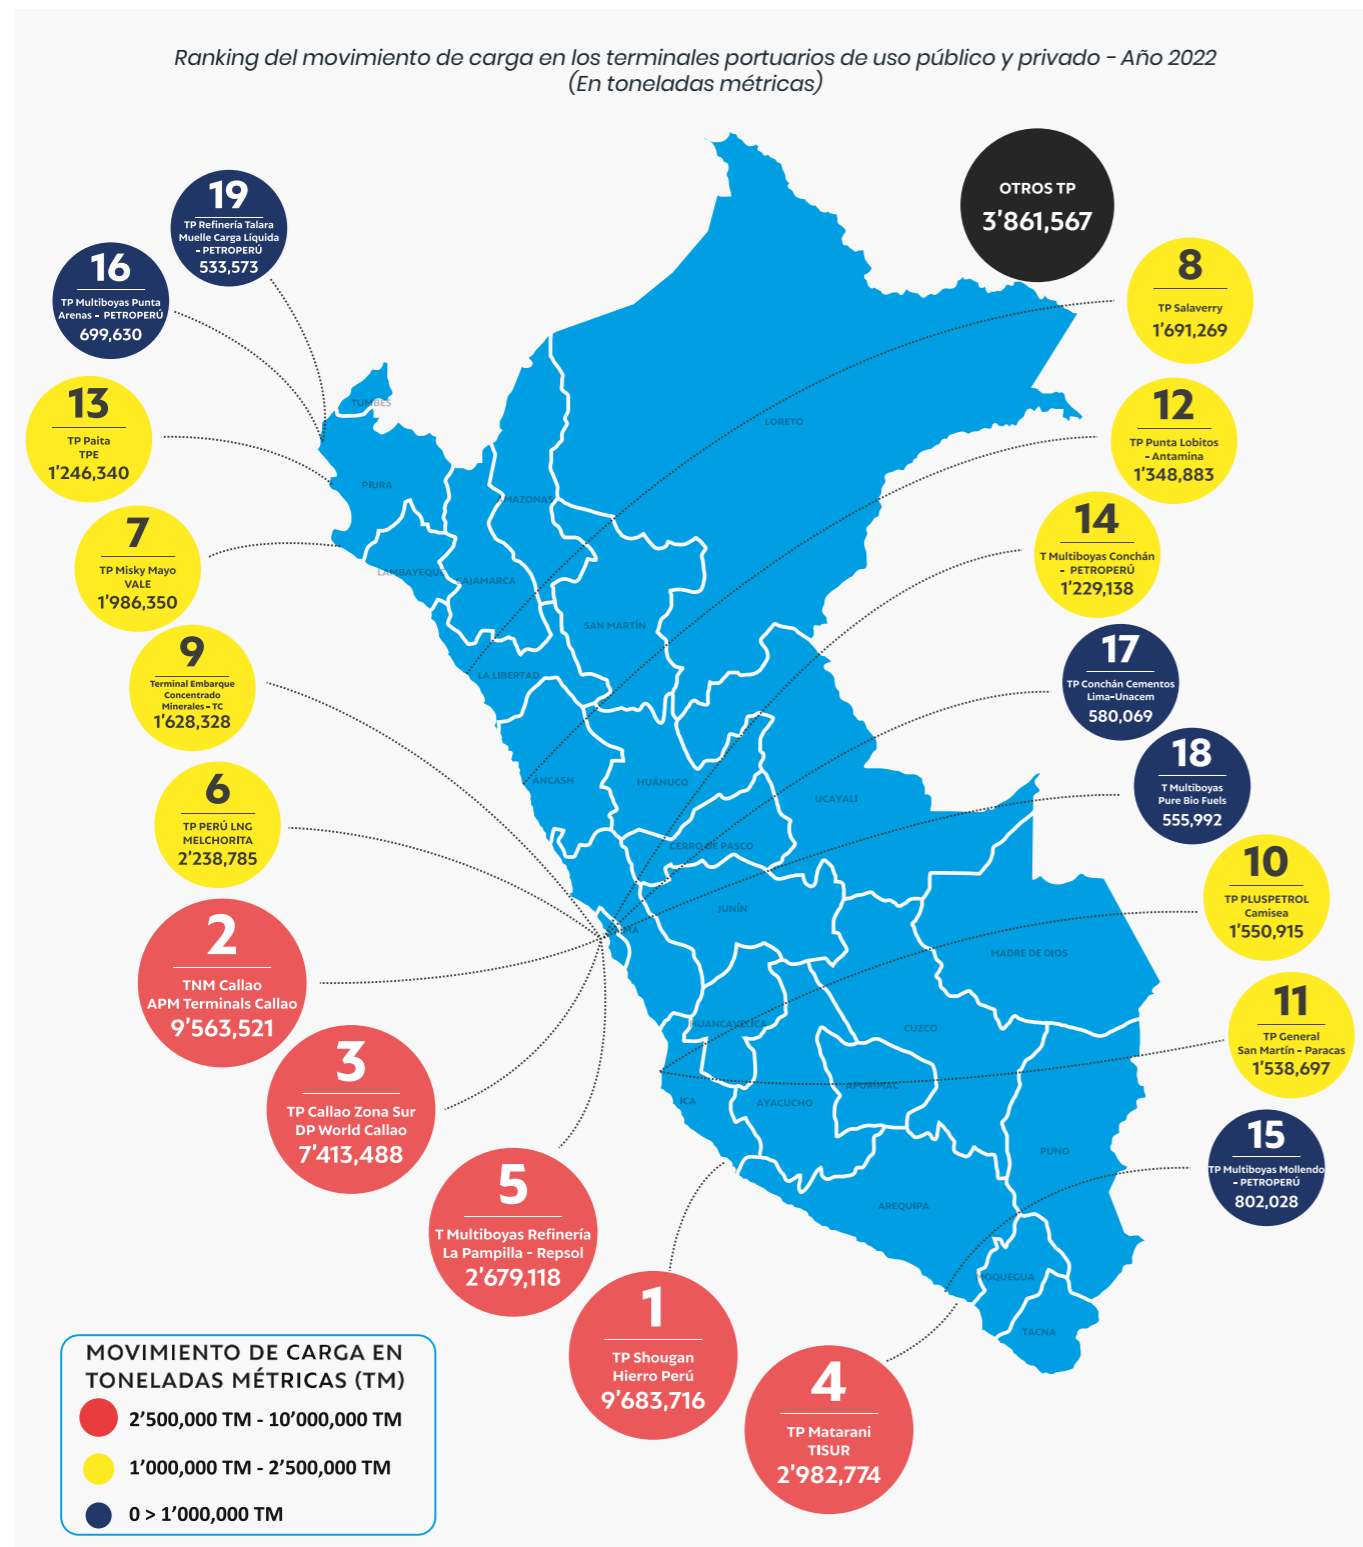 Ranking del movimiento de carga en los terminales portuarios de uso público y privado - Año 2022
(En toneladas métricas)
OTROS TP
3’861,567
19
TP Refinería Talara
Muelle Carga Líquida
- PETROPERÚ
533,573
16
TP Multiboyas Punta
Arenas - PETROPERÚ
699,630
13
TP Paita
TPE
1’246,340
7
TP Misky Mayo
VALE
1’986,350
9
Terminal Embarque
Concentrado
Minerales - TC
1’628,328
6
TP PERÚ LNG
MELCHORITA
2’238,785
2
TNM Callao
APM Terminals Callao
9’563,521
3
TP Callao Zona Sur
DP World Callao
7’413,488
5
T Multiboyas Refinería
La Pampilla - Repsol
2’679,118
1
TP Shougan
Hierro Perú
9’683,716
4
TP Matarani
TISUR
2’982,774
8
TP Salaverry
1’691,269
12
TP Punta Lobitos
- Antamina
1’348,883
14
T Multiboyas Conchán
- PETROPERÚ
1’229,138
17
TP Conchán Cementos
Lima-Unacem
580,069
18
T Multiboyas
Pure Bio Fuels
555,992
10
TP PLUSPETROL
Camisea
1’550,915
11
TP General
San Martín - Paracas
1’538,697
15
TP Multiboyas Mollendo
- PETROPERÚ
802,028
TUMBES
LORETO
PIURA
AMAZONAS
LAMBAYEQUE
CAJAMARCA
SAN MARTÍN
LA LIBERTAD
ÁNCASH
HUÁNUCO
UCAYALI
CERRO DE PASCO
JUNÍN
LIMA
MADRE DE DIOS
HUANCAVELICA
CUZCO
APURÍMAC
ICA
AYACUCHO
PUNO
AREQUIPA
MOQUEGUA
TACNA
MOVIMIENTO DE CARGA EN
TONELADAS MÉTRICAS (TM)
2’500,000 TM - 10’000,000 TM
1’000,000 TM - 2’500,000 TM
0 > 1’000,000 TM